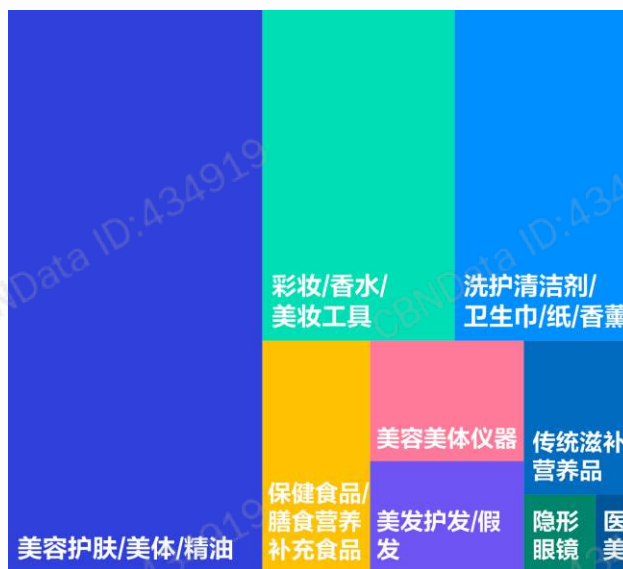 彩妆/香水/
美妆工具
洗护清洁剂/
卫生巾/纸/香薰
美容美体仪器
传统滋补
营养品
保健食品/
膳食营养
补充食品
美发护发/假
发
隐形
眼镜
医
美
美容护肤/美体/精油
CBNData ID:434919